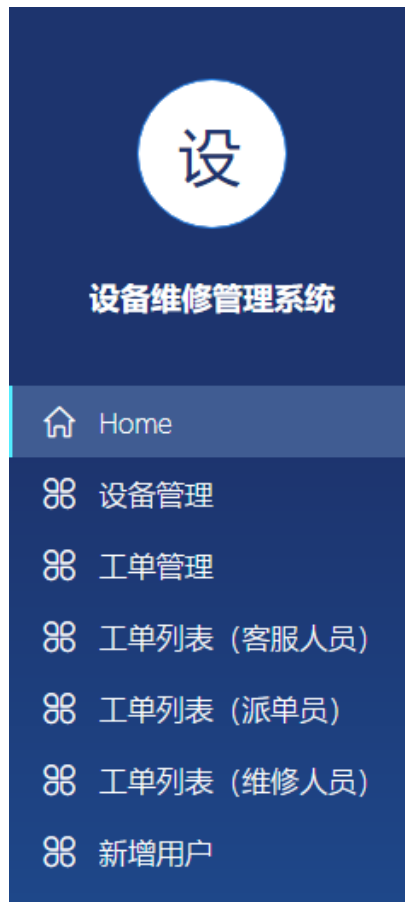 设
设备维修管理系统
Home
设备管理
工单管理
工单列表（客服人员）
工单列表（派单员）
工单列表（维修人员）
新增用户